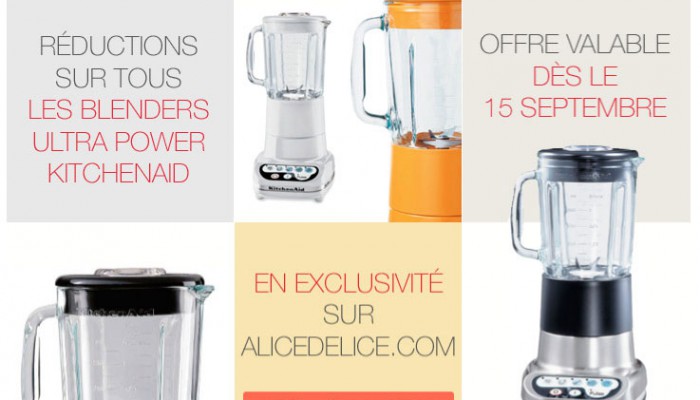 RÉDUCTIONS
SUR TOUS
LES BLENDERS
ULTRA POWER
KITCHENAID
KitchenAid
OFFRE VALABLE
DÈS LE
15 SEPTEMBRE
EN EXCLUSIVITÉ
SUR
ALICEDELICE.COM